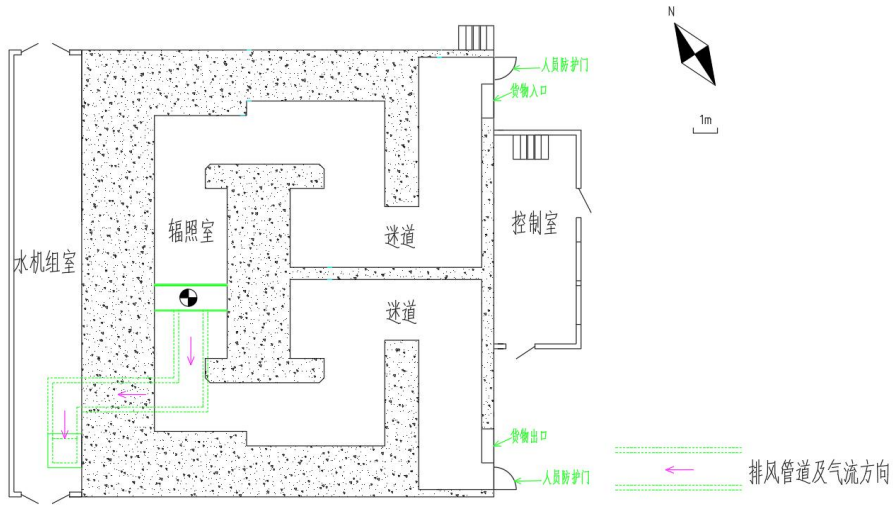 N
人员防护门
货物入口
1m
辐照室
迷道
控制室
水机组室
迷道
货物出口
人员防护门
排风管道及气流方向